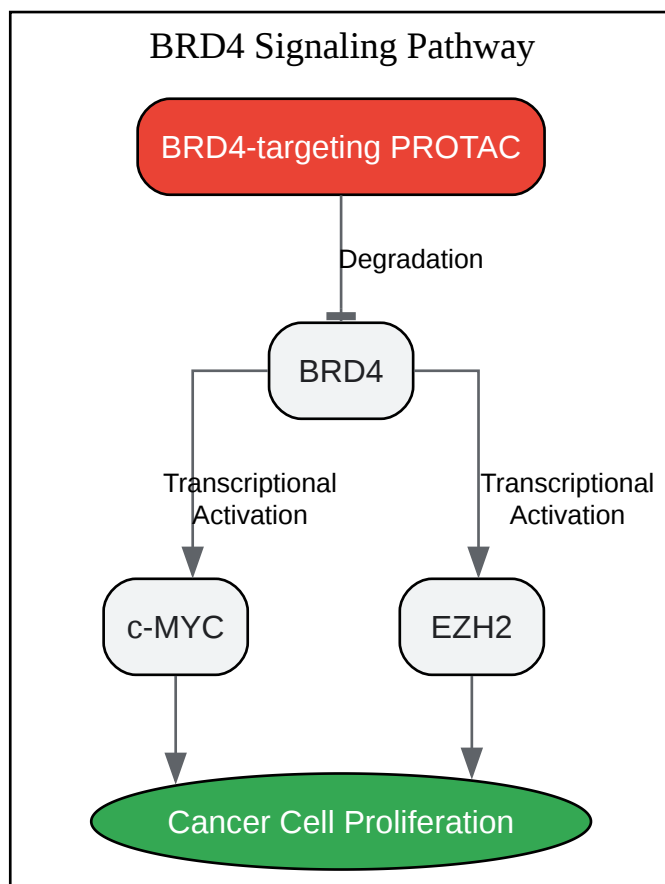 BRD4 Signaling Pathway
BRD4-targeting PROTAC
Degradation
BRD4
Transcriptional
Activation
Transcriptional
Activation
c-MYC
EZH2
Cancer Cell Proliferation